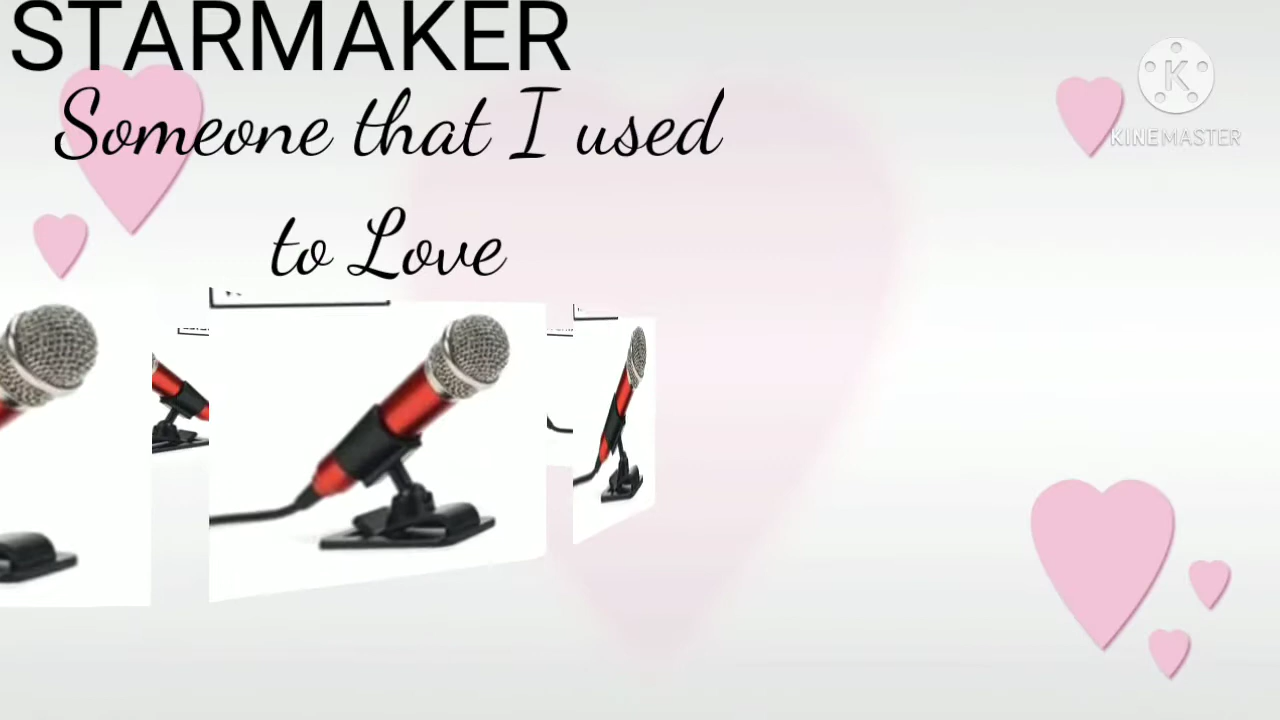 STARMAKER
Someone that I used
to Love
K
KINEMASTER